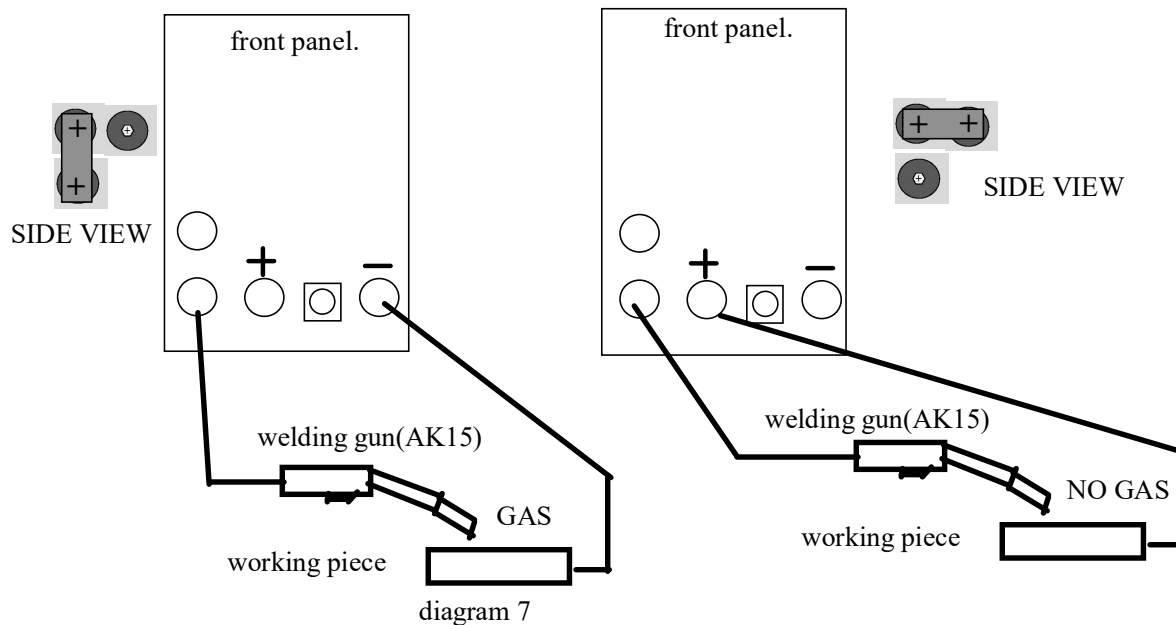 front panel.
SIDE VIEW
+
−
welding gun(AK15)
GAS
working piece
diagram 7
front panel.
SIDE VIEW
+
−
welding gun(AK15)
NO GAS
working piece